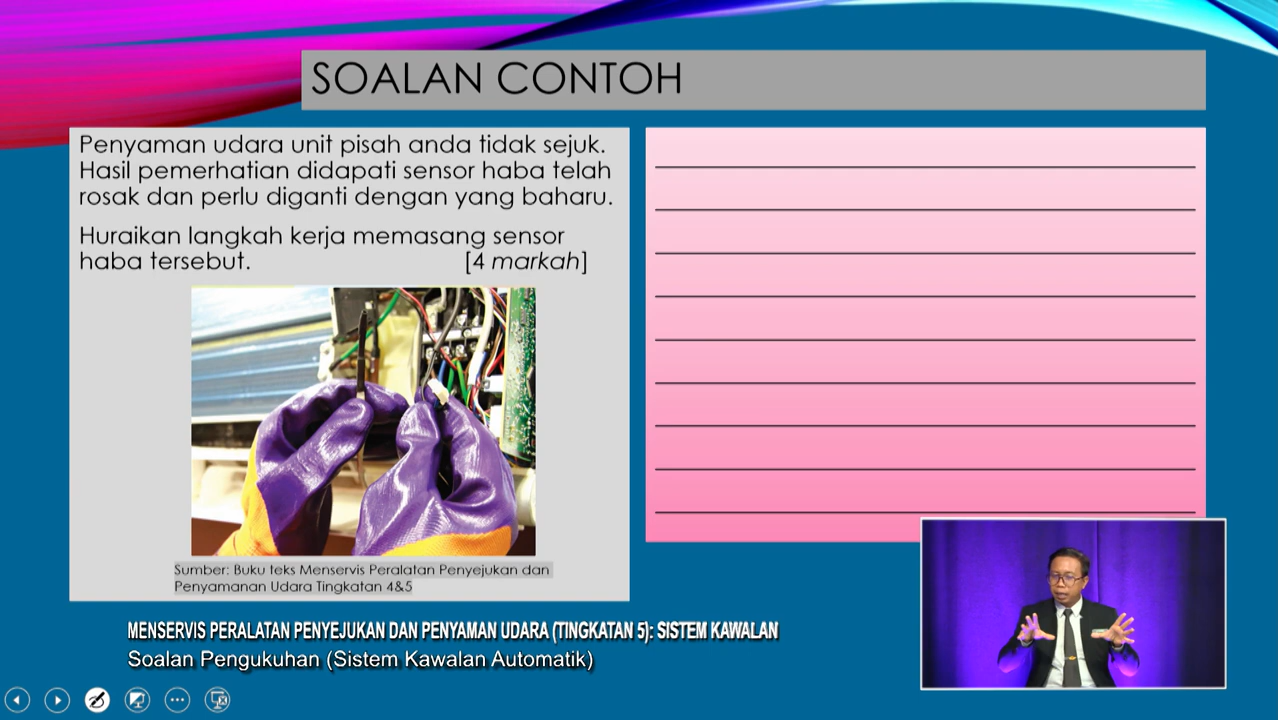 SOALAN CONTOH
Penyaman udara unit pisah anda tidak sejuk.
Hasil pemerhatian didapati sensor haba telah
rosak dan perlu diganti dengan yang baharu.
Huraikan langkah kerja memasang sensor
haba tersebut. [4 markah]
Sumber: Buku teks Menservis Peralatan Penyejukan dan
Penyamanan Udara Tingkatan 4&5
MENSERVIS PERALATAN PENYEJUKAN DAN PENYAMAN UDARA (TINGKATAN 5): SISTEM KAWALAN
Soalan Pengukuhan (Sistem Kawalan Automatik)